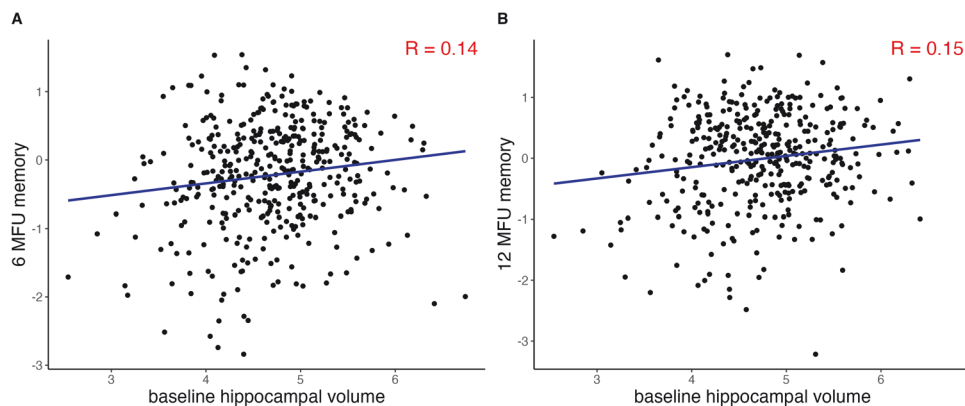 A
R = 0.14
6 MFU memory
1
0
-1
-2
-3
3
4
5
6
baseline hippocampal volume
B
R = 0.15
12 MFU memory
1
0
-1
-2
-3
3
4
5
6
baseline hippocampal volume